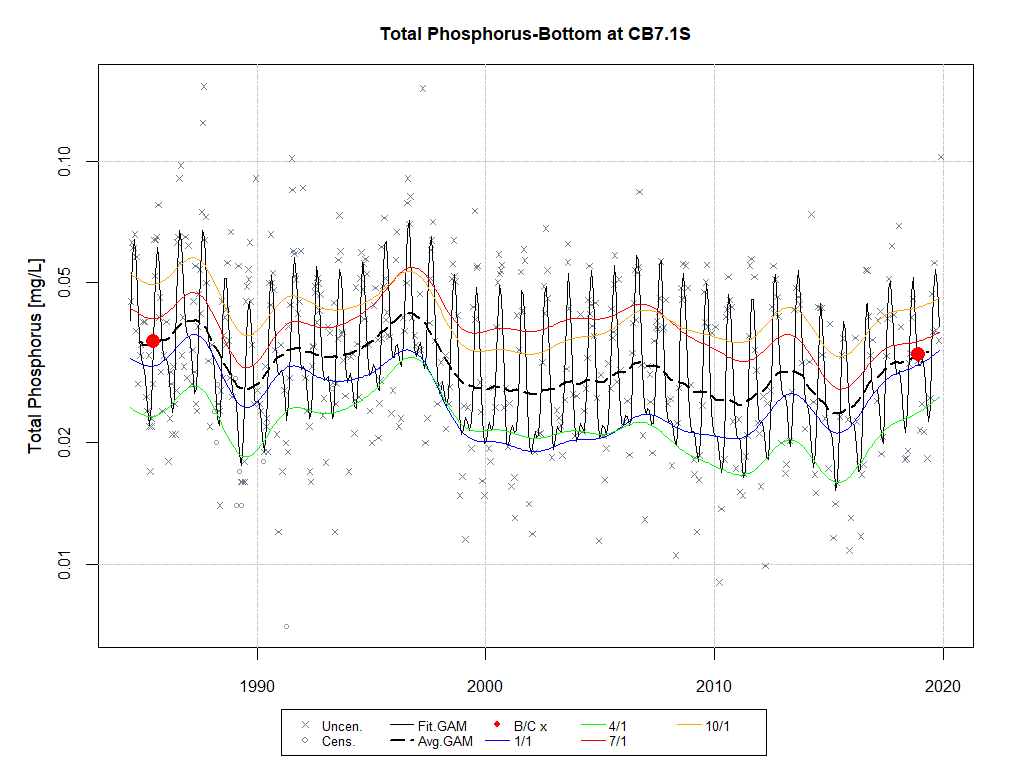 Total Phosphorus-Bottom at CB7.1S
Total Phosphorus [mg/L]
0.10
0.05
0.02
0.01
1990 2000 2010 2020
Uncen. Fit.GAM B/C x 4/1 10/1
Cens. Avg.GAM 1/1 7/1